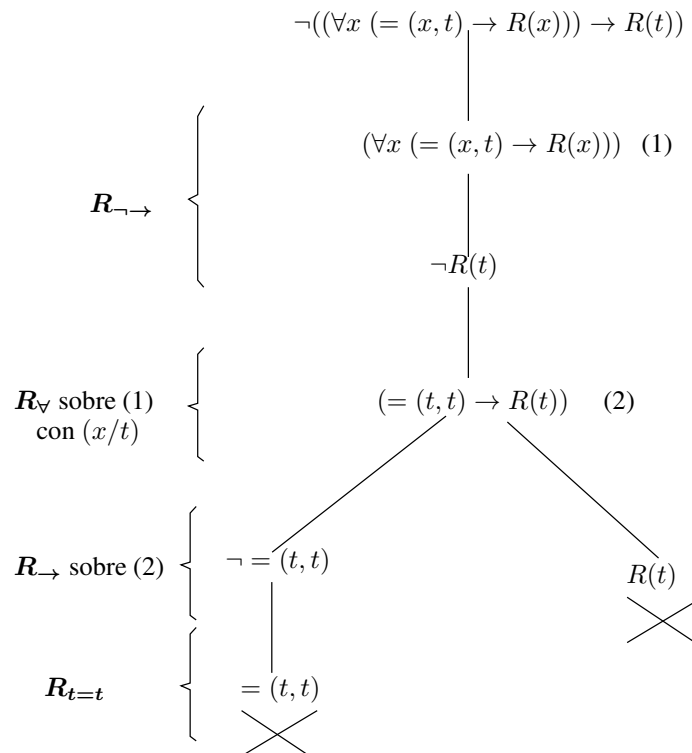 ¬((∀x (= (x, t) → R(x))) → R(t))
(∀x (= (x, t) → R(x))) (1)
R¬→
¬R(t)
R∀ sobre (1)
con (x/t)
(= (t, t) → R(t)) (2)
R→ sobre (2)
¬ = (t, t)
R(t)
Rt=t
= (t, t)